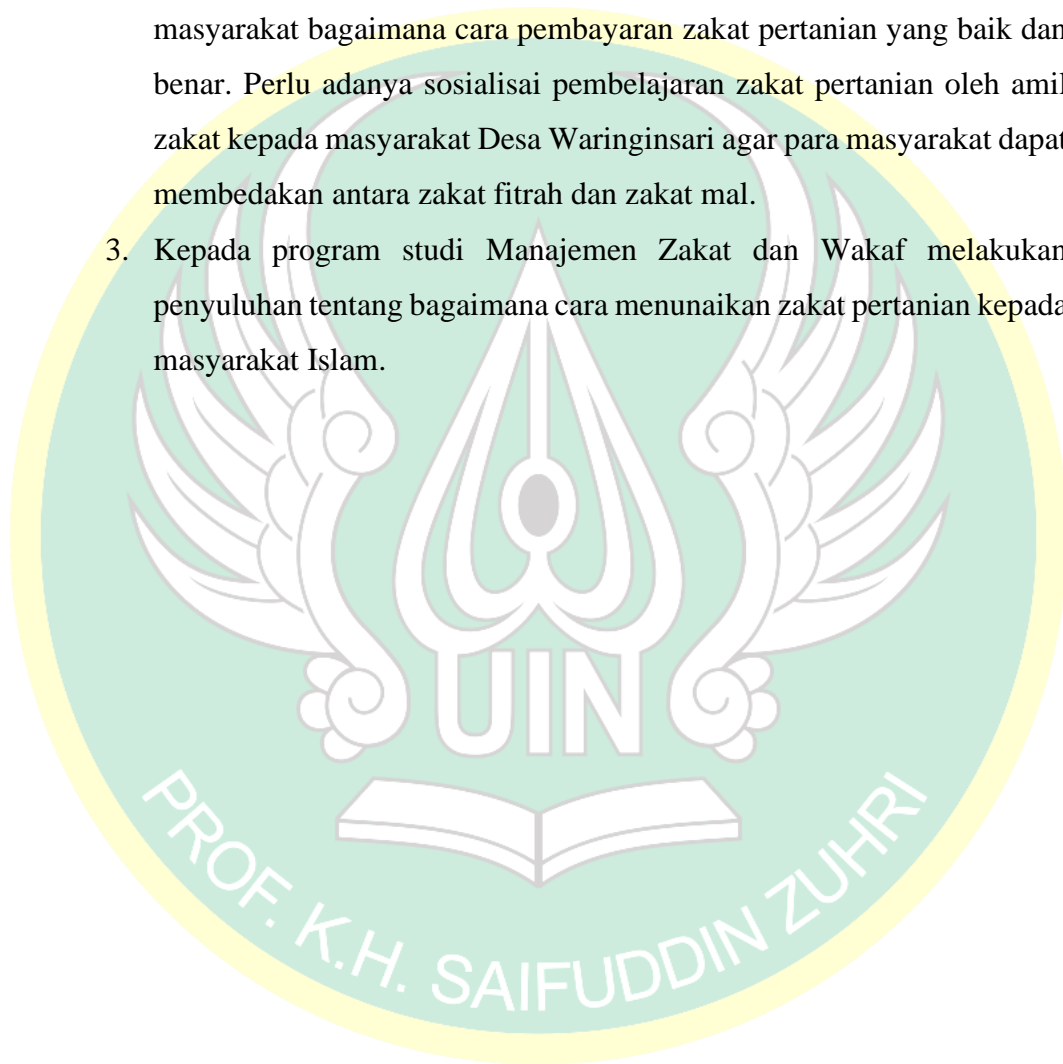 masyarakat bagaimana cara pembayaran zakat pertanian yang baik dan
benar. Perlu adanya sosialisai pembelajaran zakat pertanian oleh amil
zakat kepada masyarakat Desa Waringinsari agar para masyarakat dapat
membedakan antara zakat fitrah dan zakat mal.
3. Kepada program studi Manajemen Zakat dan Wakaf melakukan
penyuluhan tentang bagaimana cara menunaikan zakat pertanian kepada
masyarakat Islam.
UIN
PROF. K.H. SAIFUDDIN ZUHRI